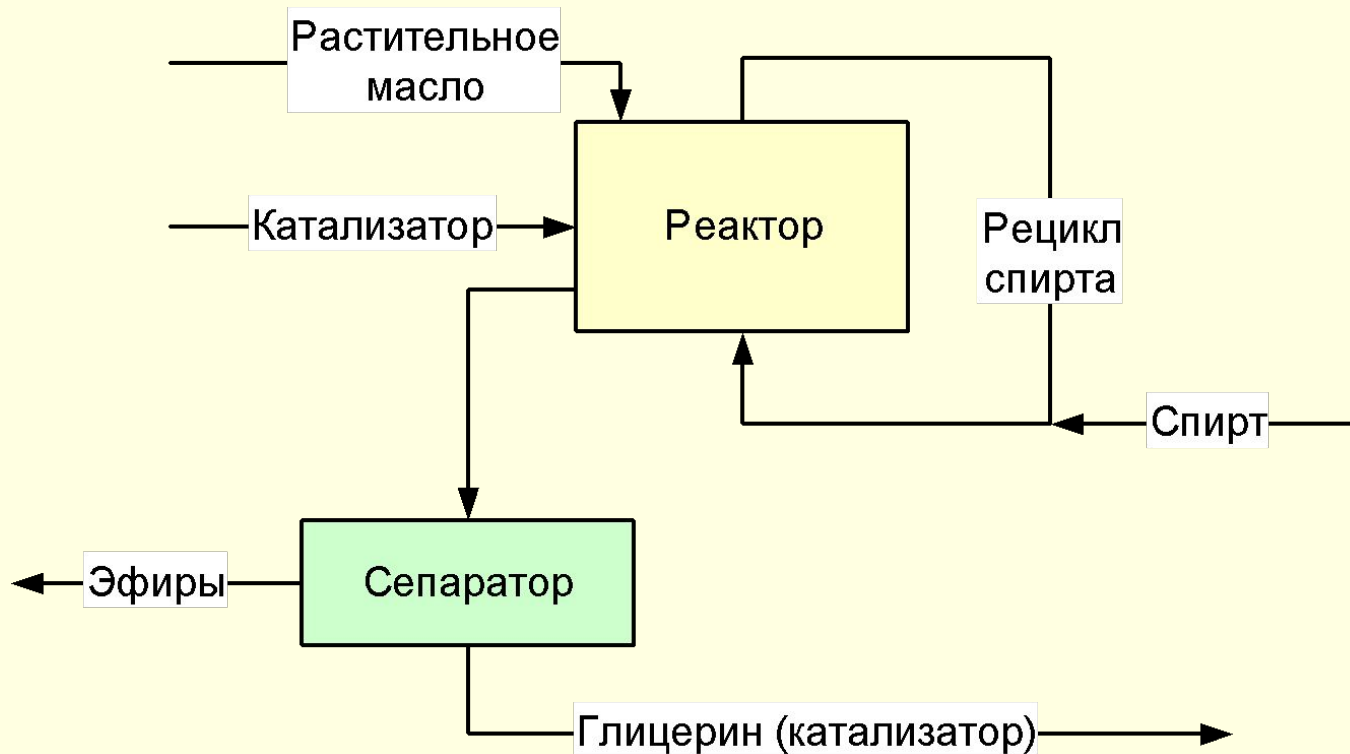 Растительное
масло
Катализатор
Реактор
Рецикл
спирта
Спирт
Эфиры
Сепаратор
Глицерин (катализатор)